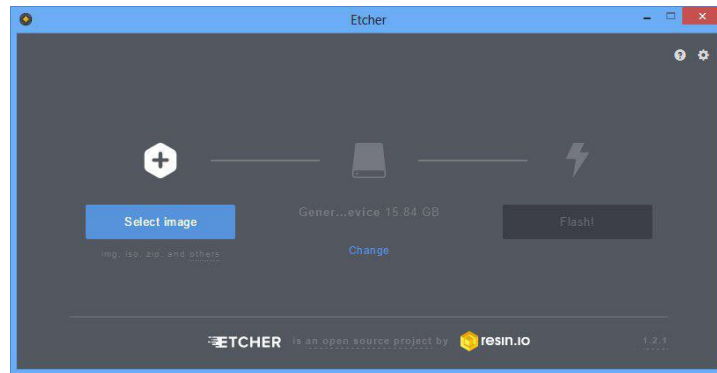 Etcher
Select image
Gener...evice 15.84 GB
Flash!
img, iso, zip, and others
Change
ETCHER is an open source project by resin.io
1.2.1